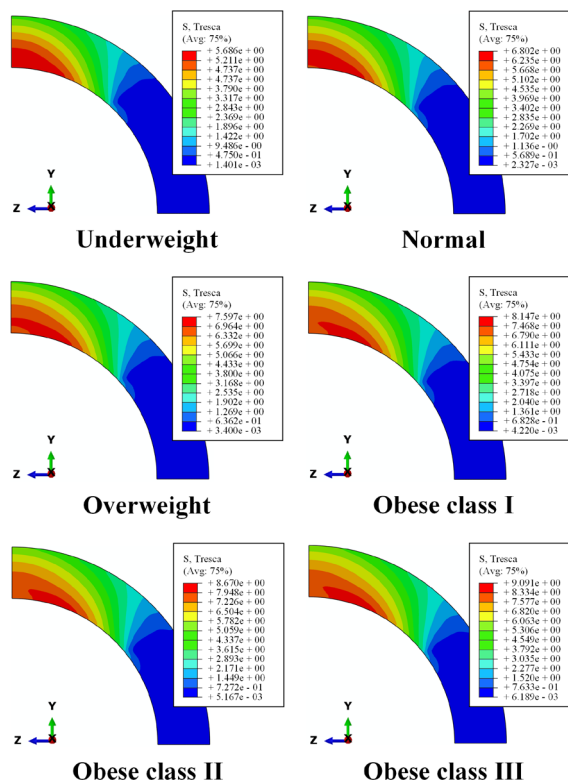 S, Tresca
(Avg: 75%)
+ 5.686e + 00
+ 5.211e + 00
+ 4.737e + 00
+ 4.737e + 00
+ 3.790e + 00
+ 3.317e + 00
+ 2.843e + 00
+ 2.369e + 00
+ 1.896e + 00
+ 1.422e + 00
+ 9.486e - 00
+ 4.750e - 01
+ 1.401e - 03
Y
Z
X
Underweight
S, Tresca
(Avg: 75%)
+ 6.802e + 00
+ 6.235e + 00
+ 5.668e + 00
+ 5.102e + 00
+ 4.535e + 00
+ 3.969e + 00
+ 3.402e + 00
+ 2.835e + 00
+ 2.269e + 00
+ 1.702e + 00
+ 1.136e - 00
+ 5.689e - 01
+ 2.327e - 03
Y
Z
X
Normal
S, Tresca
(Avg: 75%)
+ 7.597e + 00
+ 6.964e + 00
+ 6.332e + 00
+ 5.699e + 00
+ 5.066e + 00
+ 4.433e + 00
+ 3.800e + 00
+ 3.168e + 00
+ 2.535e + 00
+ 1.902e + 00
+ 1.269e + 00
+ 6.362e - 01
+ 3.400e - 03
Y
Z
X
Overweight
S, Tresca
(Avg: 75%)
+ 8.147e + 00
+ 7.468e + 00
+ 6.790e + 00
+ 6.111e + 00
+ 5.433e + 00
+ 4.754e + 00
+ 4.075e + 00
+ 3.397e + 00
+ 2.718e + 00
+ 2.040e + 00
+ 1.361e + 00
+ 6.828e - 01
+ 4.220e - 03
Y
Z
X
Obese class I
S, Tresca
(Avg: 75%)
+ 8.670e + 00
+ 7.948e + 00
+ 7.226e + 00
+ 6.504e + 00
+ 5.782e + 00
+ 5.059e + 00
+ 4.337e + 00
+ 3.615e + 00
+ 2.893e + 00
+ 2.171e + 00
+ 1.449e + 00
+ 7.272e - 01
+ 5.167e - 03
Y
Z
X
Obese class II
S, Tresca
(Avg: 75%)
+ 9.091e + 00
+ 8.334e + 00
+ 7.577e + 00
+ 6.820e + 00
+ 6.063e + 00
+ 5.306e + 00
+ 4.549e + 00
+ 3.792e + 00
+ 3.035e + 00
+ 2.277e + 00
+ 1.520e + 00
+ 7.633e - 01
+ 6.189e - 03
Y
Z
X
Obese class III